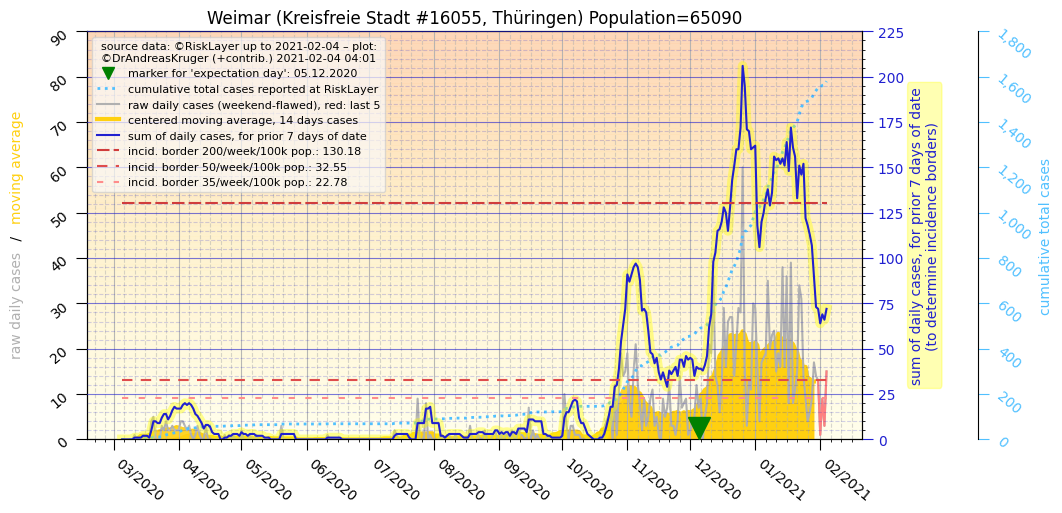 Weimar (Kreisfreie Stadt #16055, Thüringen) Population=65090
source data: ©RiskLayer up to 2021-02-04 – plot:
©DrAndreasKruger (+contrib.) 2021-02-04 04:01
marker for 'expectation day': 05.12.2020
cumulative total cases reported at RiskLayer
raw daily cases (weekend-flawed), red: last 5
centered moving average, 14 days cases
sum of daily cases, for prior 7 days of date
incid. border 200/week/100k pop.: 130.18
incid. border 50/week/100k pop.: 32.55
incid. border 35/week/100k pop.: 22.78
raw daily cases / moving average
90
80
70
60
50
40
30
20
10
0
03/2020
04/2020
05/2020
06/2020
07/2020
08/2020
09/2020
10/2020
11/2020
12/2020
01/2021
02/2021
225
200
175
150
125
100
75
50
25
0
sum of daily cases, for prior 7 days of date
(to determine incidence borders)
1,800
1,600
1,400
1,200
1,000
800
600
400
200
0
cumulative total cases